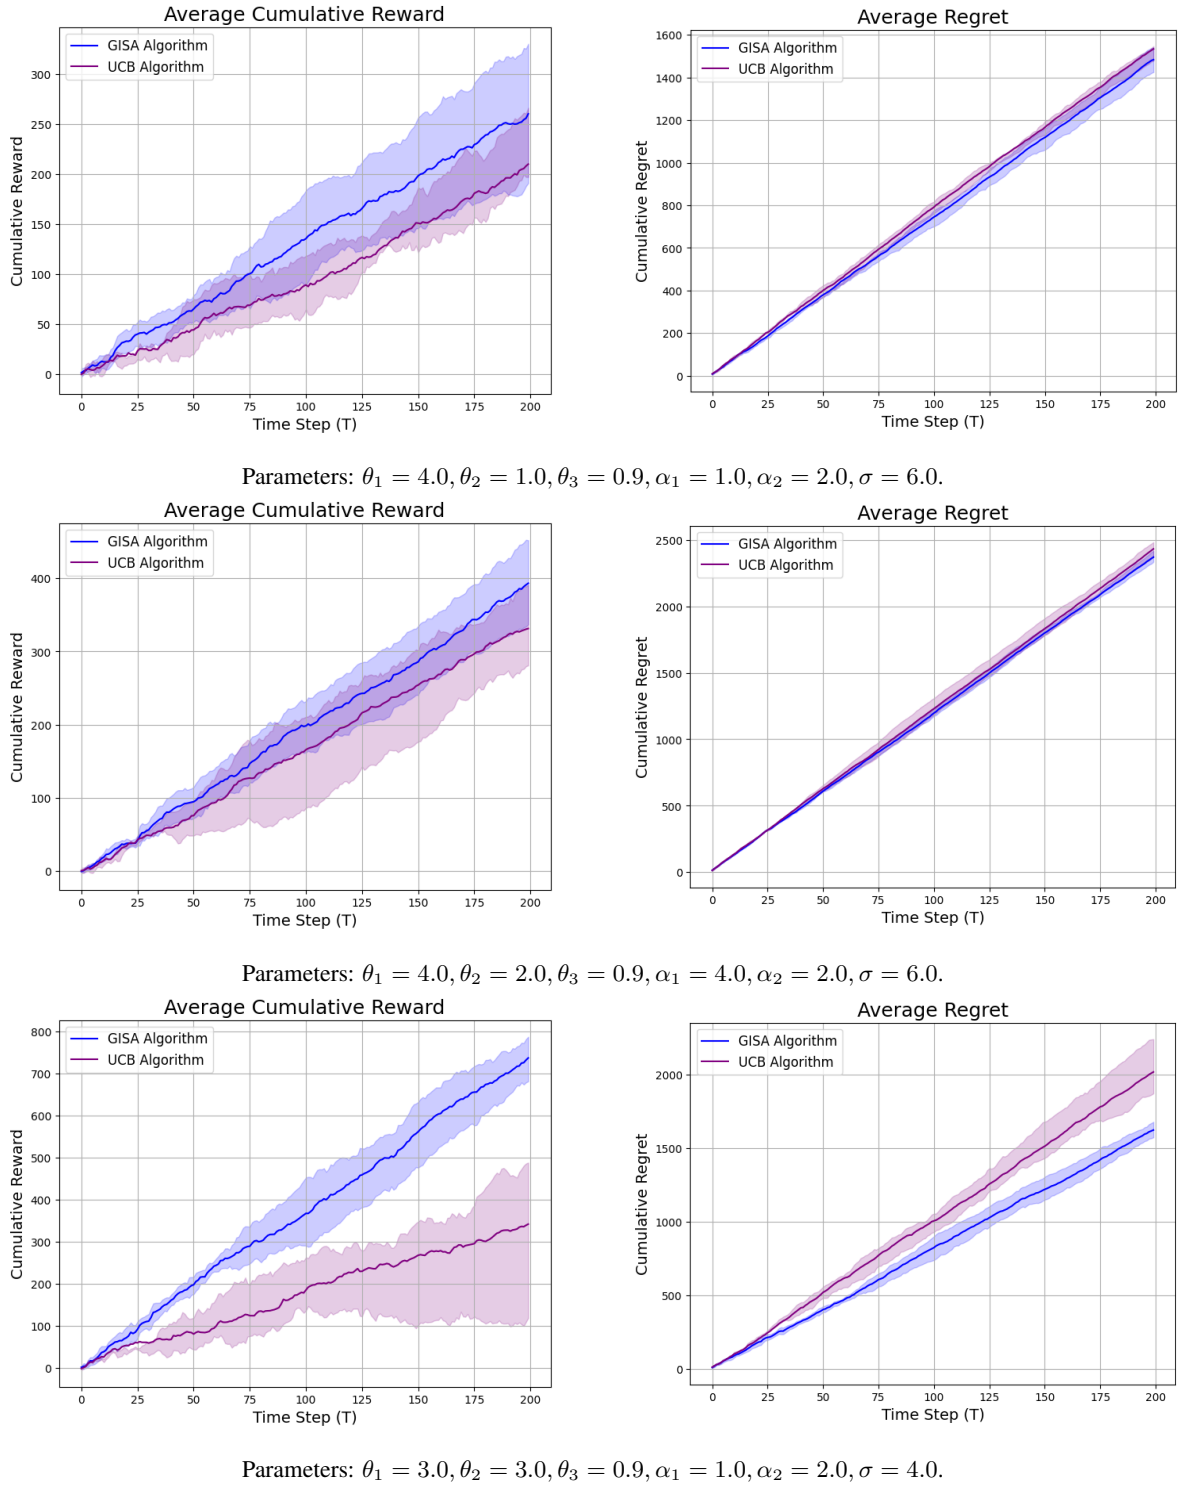 Average Cumulative Reward
GISA Algorithm
UCB Algorithm
Cumulative Reward
300
250
200
150
100
50
0
0 25 50 75 100 125 150 175 200
Time Step (T)
Average Regret
GISA Algorithm
UCB Algorithm
Cumulative Regret
1600
1400
1200
1000
800
600
400
200
0
0 25 50 75 100 125 150 175 200
Time Step (T)
Parameters: θ₁ = 4.0, θ₂ = 1.0, θ₃ = 0.9, α₁ = 1.0, α₂ = 2.0, σ = 6.0.
Average Cumulative Reward
GISA Algorithm
UCB Algorithm
Cumulative Reward
400
300
200
100
0
0 25 50 75 100 125 150 175 200
Time Step (T)
Average Regret
GISA Algorithm
UCB Algorithm
Cumulative Regret
2500
2000
1500
1000
500
0
0 25 50 75 100 125 150 175 200
Time Step (T)
Parameters: θ₁ = 4.0, θ₂ = 2.0, θ₃ = 0.9, α₁ = 4.0, α₂ = 2.0, σ = 6.0.
Average Cumulative Reward
GISA Algorithm
UCB Algorithm
Cumulative Reward
800
700
600
500
400
300
200
100
0
0 25 50 75 100 125 150 175 200
Time Step (T)
Average Regret
GISA Algorithm
UCB Algorithm
Cumulative Regret
2000
1500
1000
500
0
0 25 50 75 100 125 150 175 200
Time Step (T)
Parameters: θ₁ = 3.0, θ₂ = 3.0, θ₃ = 0.9, α₁ = 1.0, α₂ = 2.0, σ = 4.0.